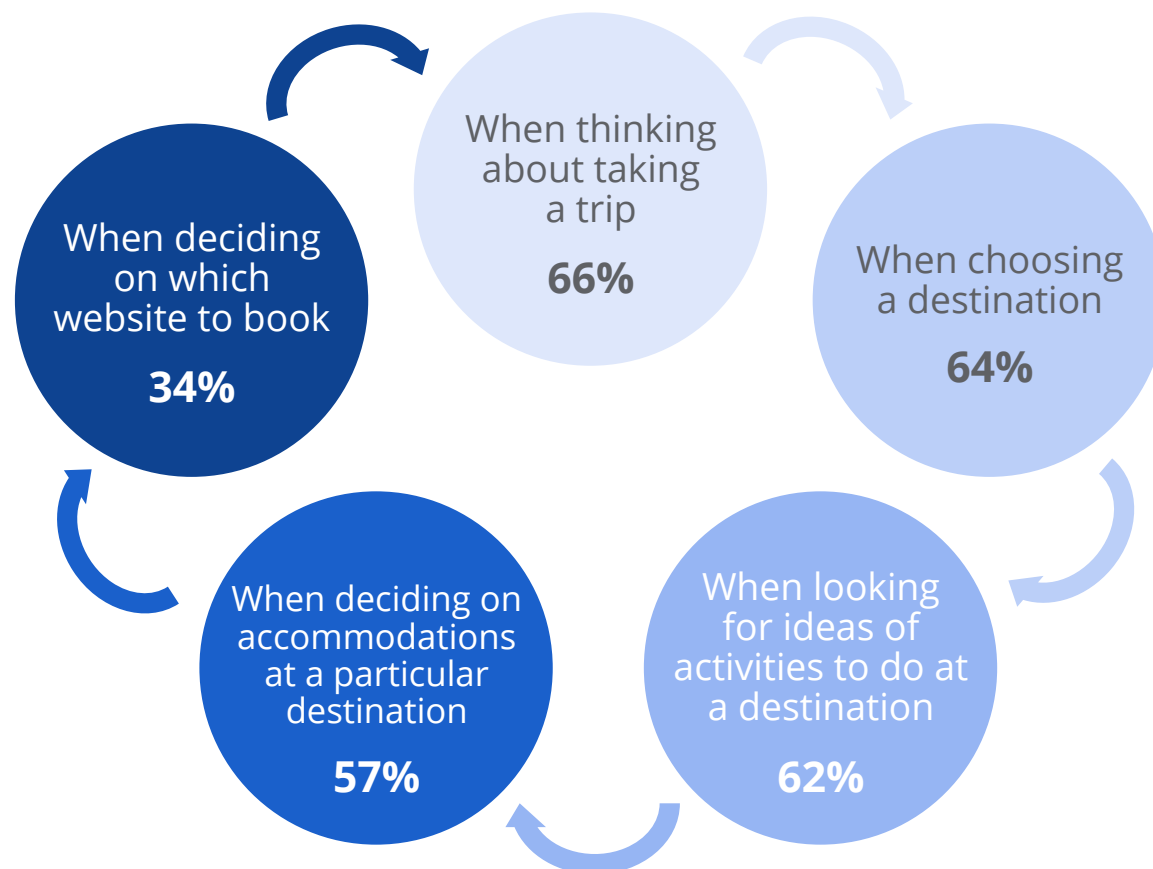 When thinking
about taking
a trip
66%
When choosing
a destination
64%
When looking
for ideas of
activities to do at
a destination
62%
When deciding on
accommodations
at a particular
destination
57%
When deciding
on which
website to book
34%